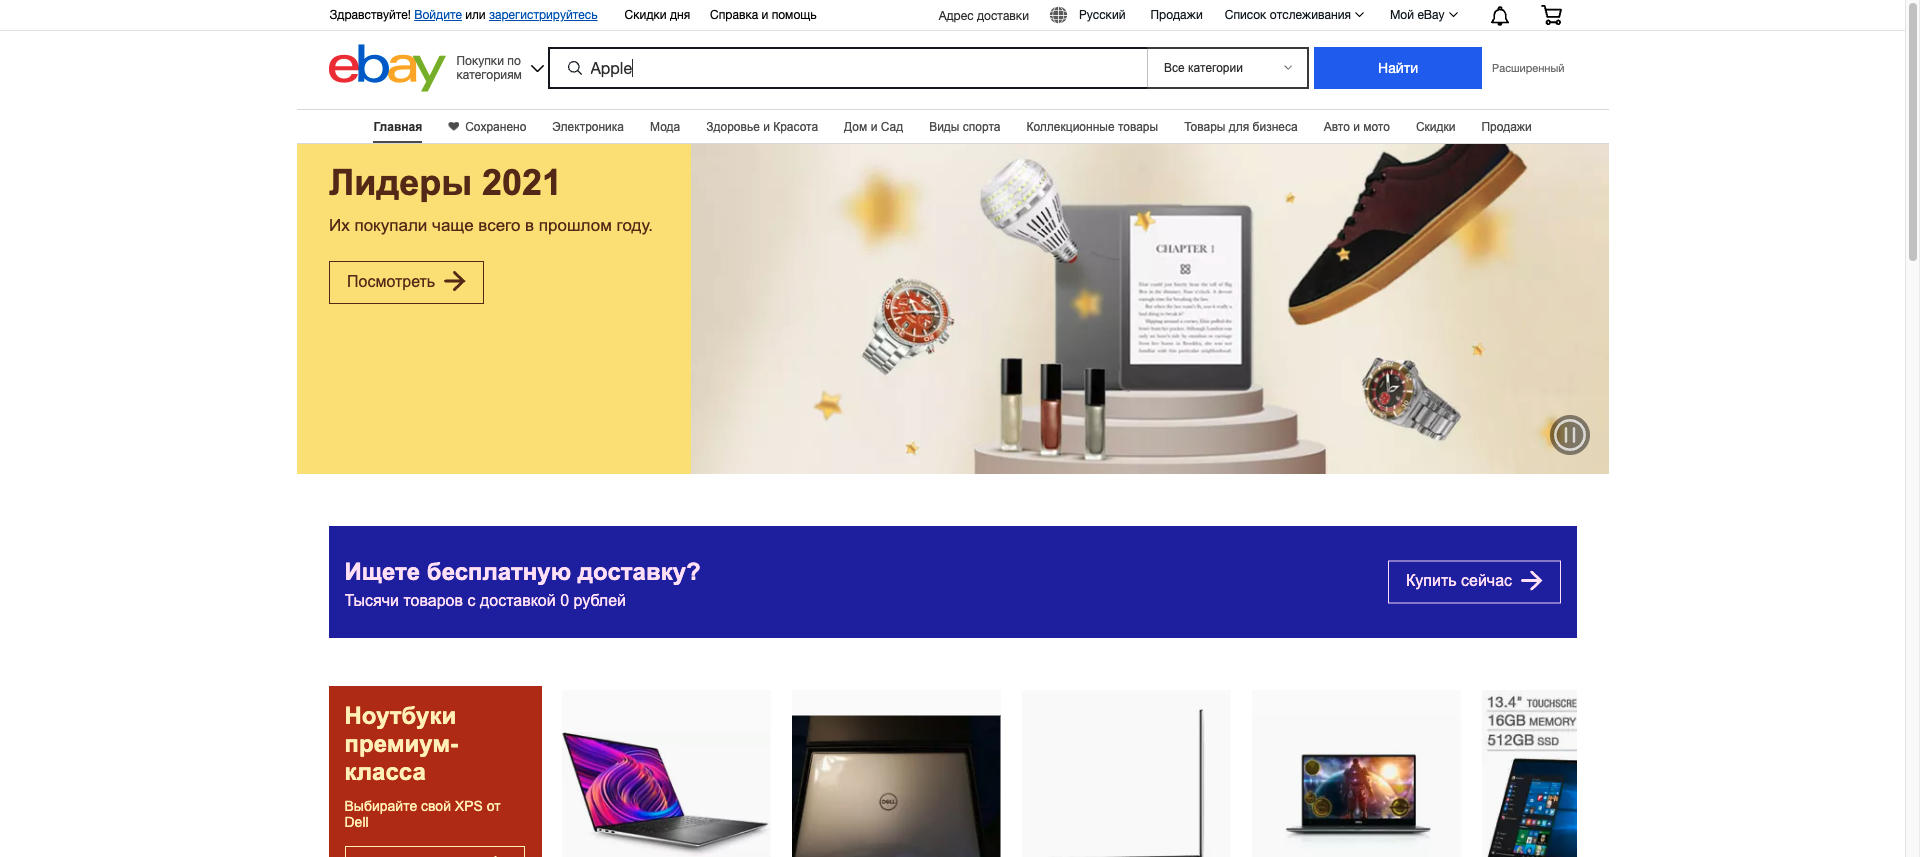 Здравствуйте! Войдите или зарегистрируйтесь Скидки дня Справка и помощь Адрес доставки Русский Продажи Список отслеживания Мой eBay
ebay Покупки по категориям Apple Все категории Найти Расширенный
Главная Сохранено Электроника Мода Здоровье и Красота Дом и Сад Виды спорта Коллекционные товары Товары для бизнеса Авто и мото Скидки Продажи
Лидеры 2021
Их покупали чаще всего в прошлом году.
Посмотреть
CHAPTER 1
Ищете бесплатную доставку?
Тысячи товаров с доставкой 0 рублей
Купить сейчас
Ноутбуки
премиум-
класса
Выбирайте свой XPS от
Dell
DELL
13.4" TOUCHSCRE
16GB MEMORY
512GB SSD